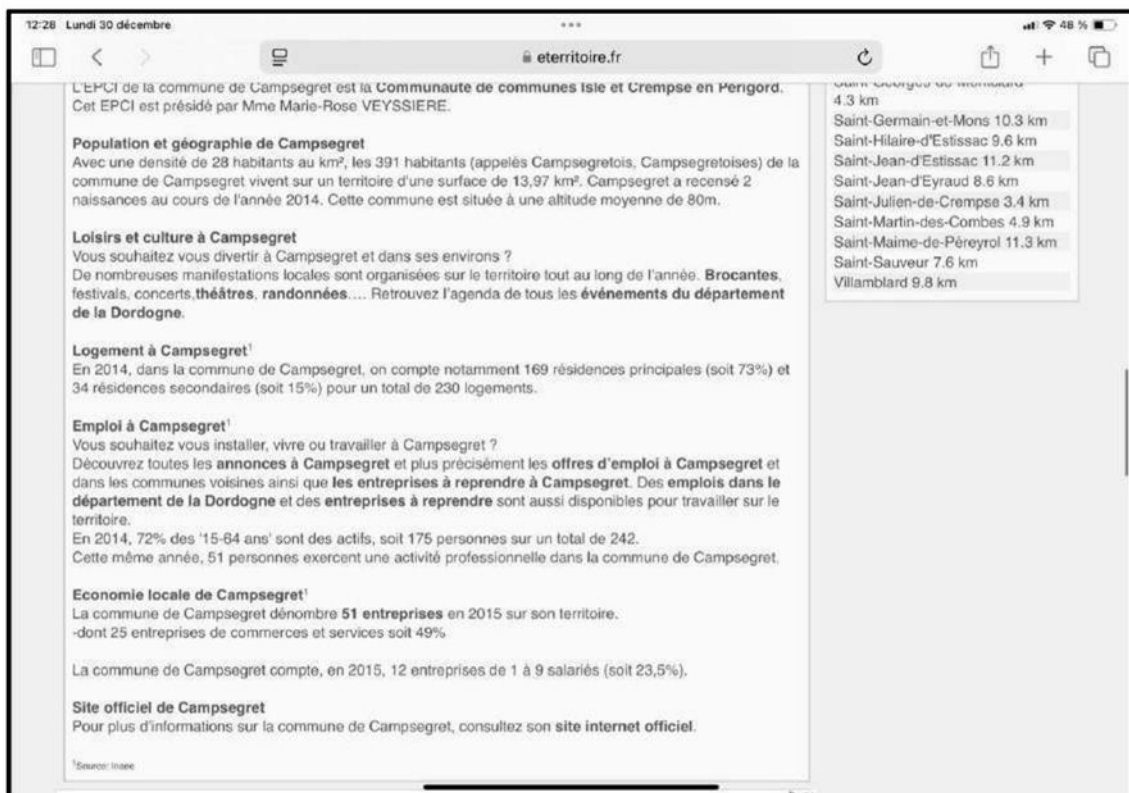 12:28 Lundi 30 décembre
48 %
eterritoire.fr
L'EPCI de la commune de Campsegret est la Communauté de communes Isle et Crempse en Périgord.
Cet EPCI est présidé par Mme Marie-Rose VEYSSIERE.
Population et géographie de Campsegret
Avec une densité de 28 habitants au km², les 391 habitants (appelés Campsegretois, Campsegretoises) de la
commune de Campsegret vivent sur un territoire d'une surface de 13,97 km². Campsegret a recensé 2
naissances au cours de l'année 2014. Cette commune est située à une altitude moyenne de 80m.
Loisirs et culture à Campsegret
Vous souhaitez vous divertir à Campsegret et dans ses environs ?
De nombreuses manifestations locales sont organisées sur le territoire tout au long de l'année. Brocantes,
festivals, concerts,théâtres, randonnées.... Retrouvez l'agenda de tous les événements du département
de la Dordogne.
Logement à Campsegret¹
En 2014, dans la commune de Campsegret, on compte notamment 169 résidences principales (soit 73%) et
34 résidences secondaires (soit 15%) pour un total de 230 logements.
Emploi à Campsegret¹
Vous souhaitez vous installer, vivre ou travailler à Campsegret ?
Découvrez toutes les annonces à Campsegret et plus précisément les offres d'emploi à Campsegret et
dans les communes voisines ainsi que les entreprises à reprendre à Campsegret. Des emplois dans le
département de la Dordogne et des entreprises à reprendre sont aussi disponibles pour travailler sur le
territoire.
En 2014, 72% des '15-64 ans' sont des actifs, soit 175 personnes sur un total de 242.
Cette même année, 51 personnes exercent une activité professionnelle dans la commune de Campsegret.
Economie locale de Campsegret¹
La commune de Campsegret dénombre 51 entreprises en 2015 sur son territoire.
-dont 25 entreprises de commerces et services soit 49%
La commune de Campsegret compte, en 2015, 12 entreprises de 1 à 9 salariés (soit 23,5%).
Site officiel de Campsegret
Pour plus d'informations sur la commune de Campsegret, consultez son site internet officiel.
¹Source: Insee
Saint-Georges-de-Montclard
4.3 km
Saint-Germain-et-Mons 10.3 km
Saint-Hilaire-d'Estissac 9.6 km
Saint-Jean-d'Estissac 11.2 km
Saint-Jean-d'Eyraud 8.6 km
Saint-Julien-de-Crempse 3.4 km
Saint-Martin-des-Combes 4.9 km
Saint-Maime-de-Péreyrol 11.3 km
Saint-Sauveur 7.6 km
Villamblard 9.8 km